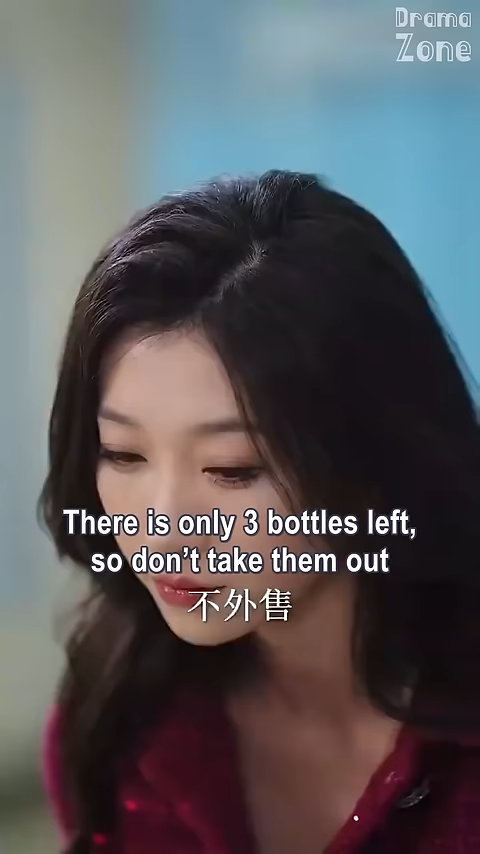 Drama
Zone
There is only 3 bottles left,
so don't take them out
不外售